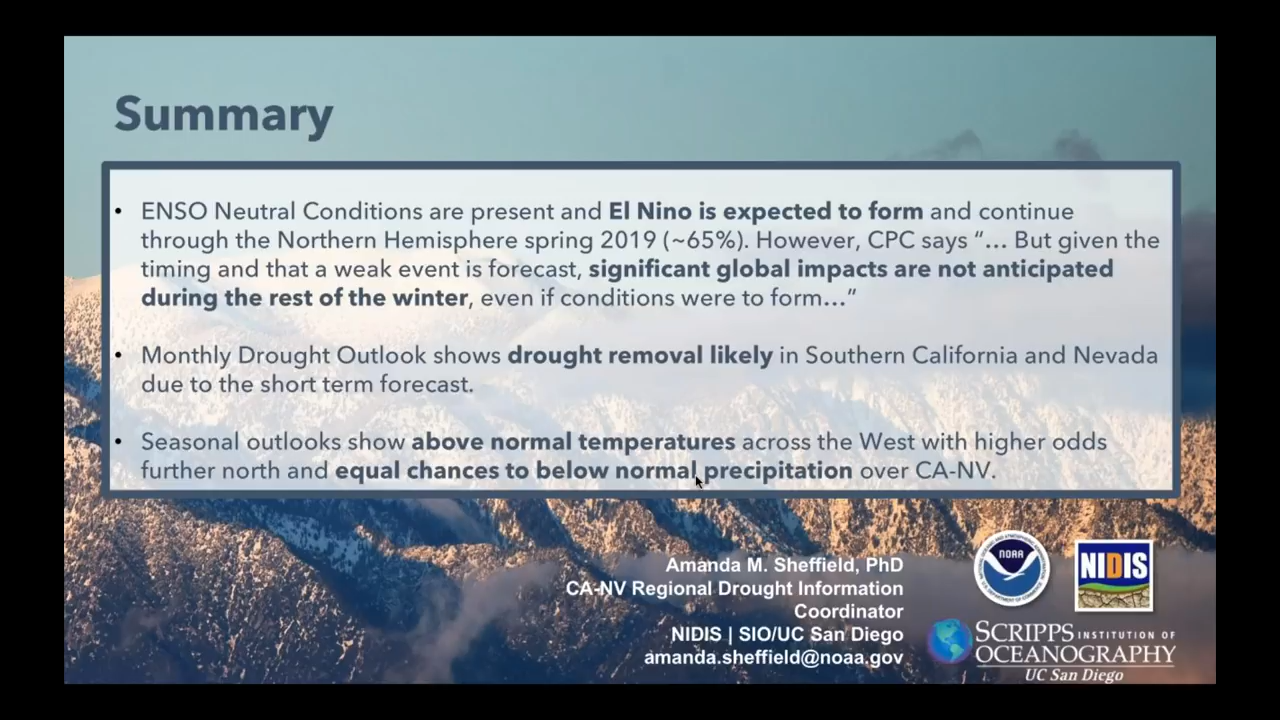 Summary
• ENSO Neutral Conditions are present and El Nino is expected to form and continue
through the Northern Hemisphere spring 2019 (~65%). However, CPC says “... But given the
timing and that a weak event is forecast, significant global impacts are not anticipated
during the rest of the winter, even if conditions were to form...”
• Monthly Drought Outlook shows drought removal likely in Southern California and Nevada
due to the short term forecast.
• Seasonal outlooks show above normal temperatures across the West with higher odds
further north and equal chances to below normal precipitation over CA-NV.
Amanda M. Sheffield, PhD
CA-NV Regional Drought Information
Coordinator
NIDIS | SIO/UC San Diego
amanda.sheffield@noaa.gov
NOAA
NIDIS
SCRIPPS INSTITUTION OF
OCEANOGRAPHY
UC San Diego